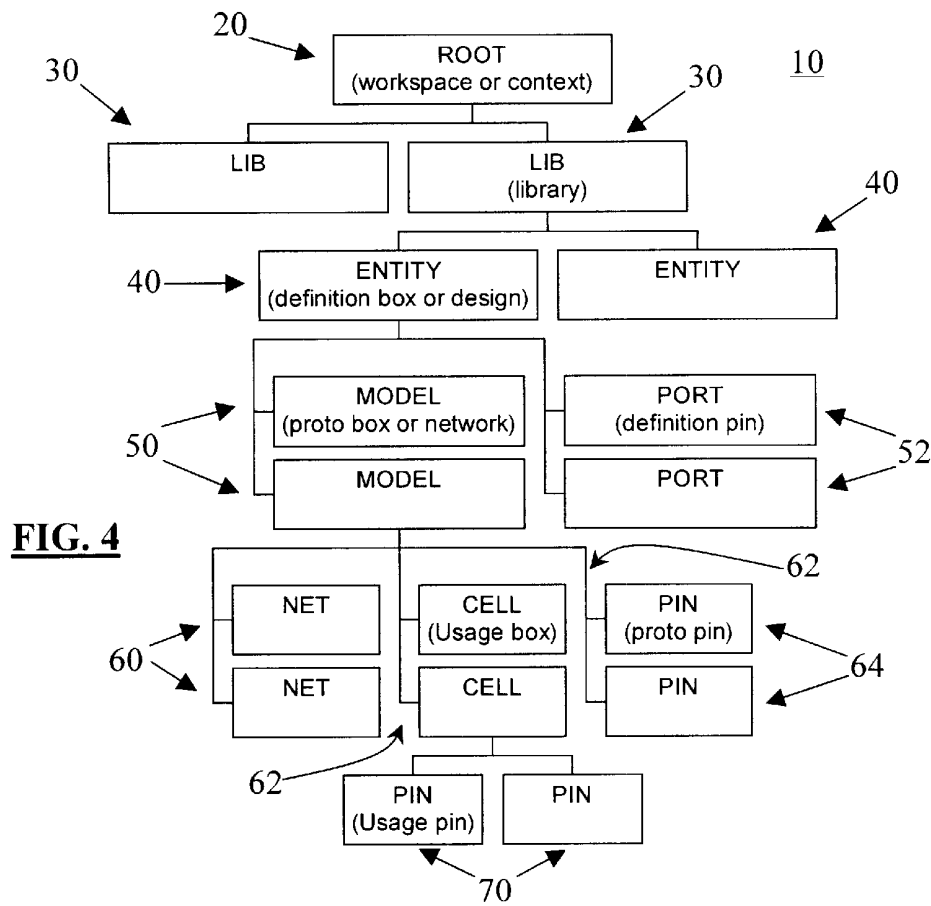 20
ROOT
(workspace or context)
10
30
30
LIB
LIB
(library)
40
40
ENTITY
(definition box or design)
ENTITY
50
MODEL
(proto box or network)
PORT
(definition pin)
52
MODEL
PORT
FIG. 4
62
60
NET
CELL
(Usage box)
PIN
(proto pin)
64
NET
CELL
PIN
62
PIN
(Usage pin)
PIN
70